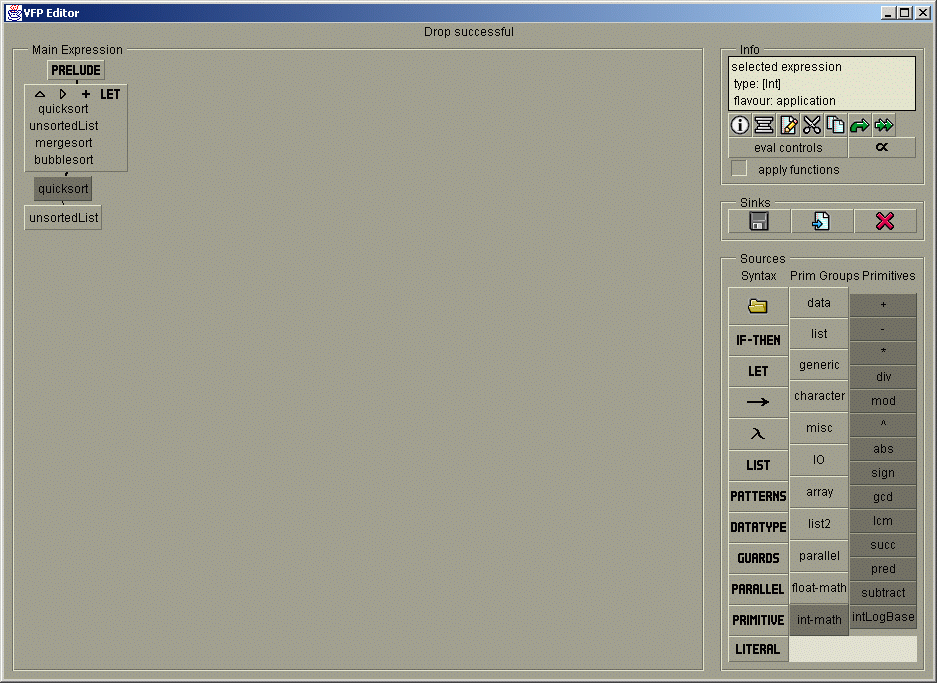 VFP Editor
Drop successful
Main Expression
PRELUDE
LET
quicksort
unsortedList
mergesort
bubblesort
quicksort
unsortedList
Info
selected expression
type: [Int]
flavour: application
eval controls
∝
apply functions
Sinks
Sources
Syntax Prim Groups Primitives
IF-THEN
LET
λ
LIST
PATTERNS
DATATYPE
GUARDS
PARALLEL
PRIMITIVE
LITERAL
data
list
generic
character
misc
IO
array
list2
parallel
float-math
int-math
+
-
*
div
mod
^
abs
sign
gcd
lcm
succ
pred
subtract
intLogBase